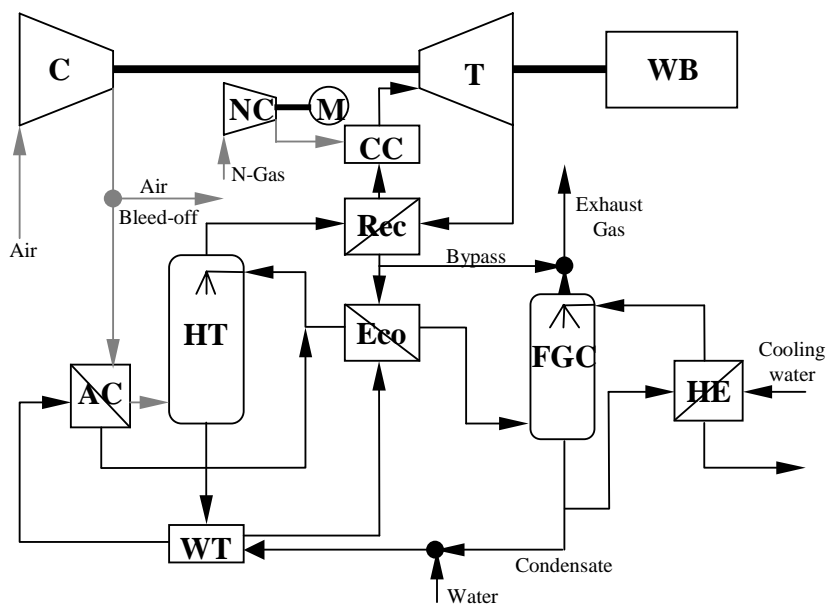 C
T
WB
NC
M
CC
N-Gas
Air
Bleed-off
Exhaust
Gas
Rec
Air
Bypass
HT
Eco
FGC
Cooling
water
AC
HE
WT
Condensate
Water